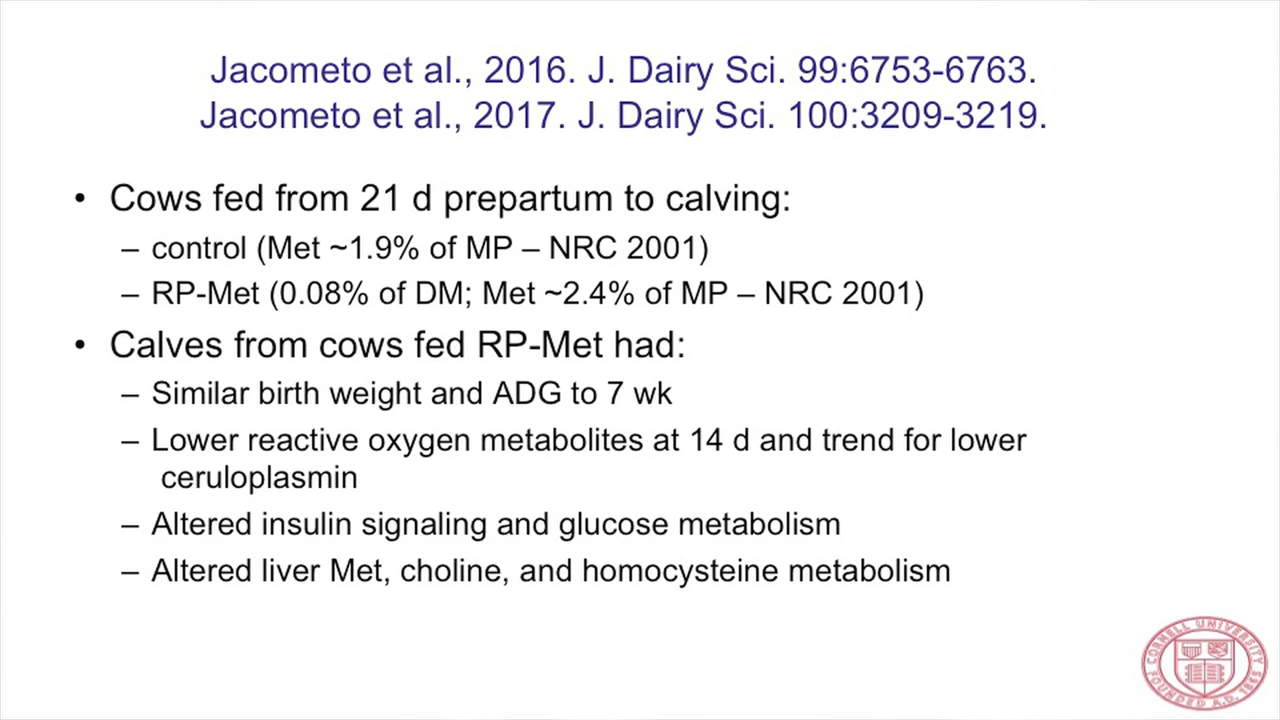 Jacometo et al., 2016. J. Dairy Sci. 99:6753-6763.
Jacometo et al., 2017. J. Dairy Sci. 100:3209-3219.
• Cows fed from 21 d prepartum to calving:
– control (Met ~1.9% of MP – NRC 2001)
– RP-Met (0.08% of DM; Met ~2.4% of MP – NRC 2001)
• Calves from cows fed RP-Met had:
– Similar birth weight and ADG to 7 wk
– Lower reactive oxygen metabolites at 14 d and trend for lower
ceruloplasmin
– Altered insulin signaling and glucose metabolism
– Altered liver Met, choline, and homocysteine metabolism
CORNELL UNIVERSITY
FOUNDED A.D. 1865